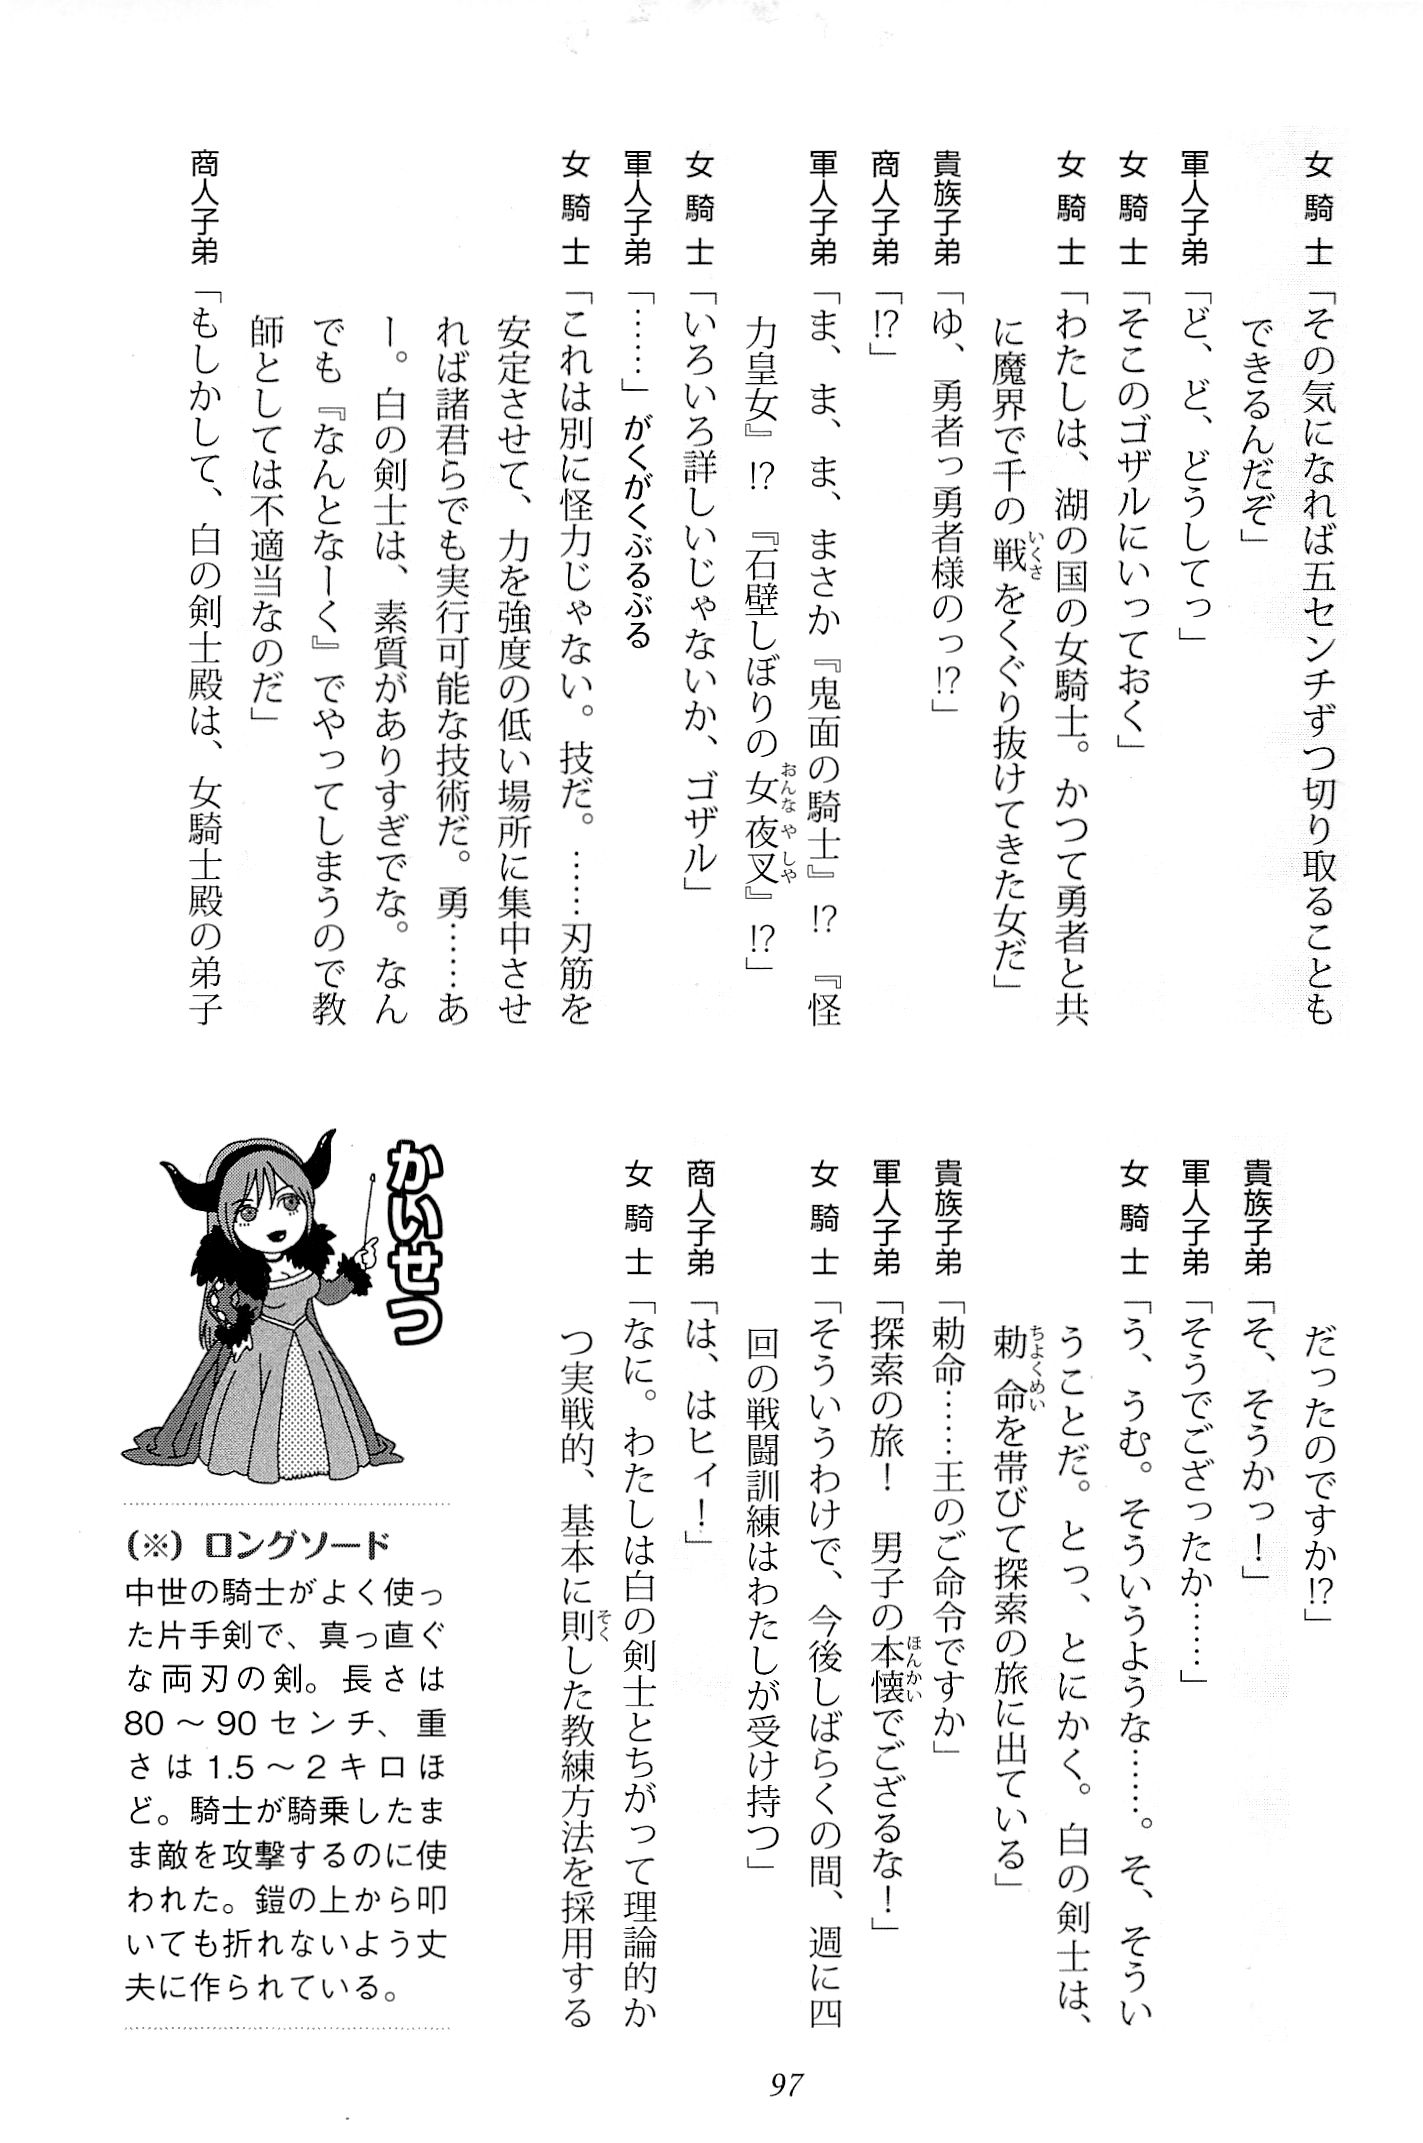 女騎士「その気になれば五センチずつ切り取ることも
できるんだぞ」
軍人子弟「ど、ど、どうしてっ」
女騎士「そこのゴザルにいっておく」
女騎士「わたしは、湖の国の女騎士。かつて勇者と共
に魔界で千の戦をくぐり抜けてきた女だ」
貴族子弟「ゆ、勇者っ勇者様のっ!?」
商人子弟「!?」
軍人子弟「ま、ま、ま、まさか『鬼面の騎士』!?　『怪
力皇女』!?　『石壁しぼりの女夜叉』!?」
女騎士「いろいろ詳しいじゃないか、ゴザル」
軍人子弟「……」がくがくぶるぶる
女騎士「これは別に怪力じゃない。技だ。……刃筋を
安定させて、力を強度の低い場所に集中させ
れば諸君らでも実行可能な技術だ。勇……あ
ー。白の剣士は、素質がありすぎでな。なん
でも『なんとなーく』でやってしまうので教
師としては不適当なのだ」
商人子弟「もしかして、白の剣士殿は、女騎士殿の弟子
だったのですか!?」
貴族子弟「そ、そうかっ！」
軍人子弟「そうでござったか……」
女騎士「う、うむ。そういうような……。そ、そうい
うことだ。とっ、とにかく。白の剣士は、
勅命を帯びて探索の旅に出ている」
貴族子弟「勅命……王のご命令ですか」
軍人子弟「探索の旅！　男子の本懐でござるな！」
女騎士「そういうわけで、今後しばらくの間、週に四
回の戦闘訓練はわたしが受け持つ」
商人子弟「は、はヒィ！」
女騎士「なに。わたしは白の剣士とちがって理論的か
つ実戦的、基本に則した教練方法を採用する
かいせつ
(※) ロングソード
中世の騎士がよく使っ
た片手剣で、真っ直ぐ
な両刃の剣。長さは
80～90センチ、重
さは1.5～2キロほ
ど。騎士が騎乗したま
ま敵を攻撃するのに使
われた。鎧の上から叩
いても折れないよう丈
夫に作られている。
97